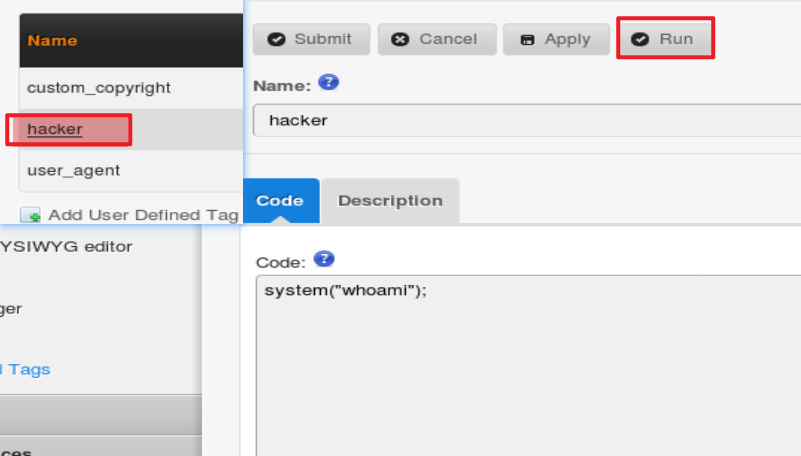 Name
custom_copyright
hacker
user_agent
Add User Defined Tag
YSIWYG editor
ger
d Tags
ces
Submit Cancel Apply Run
Name: ?
hacker
Code Description
Code: ?
system("whoami");